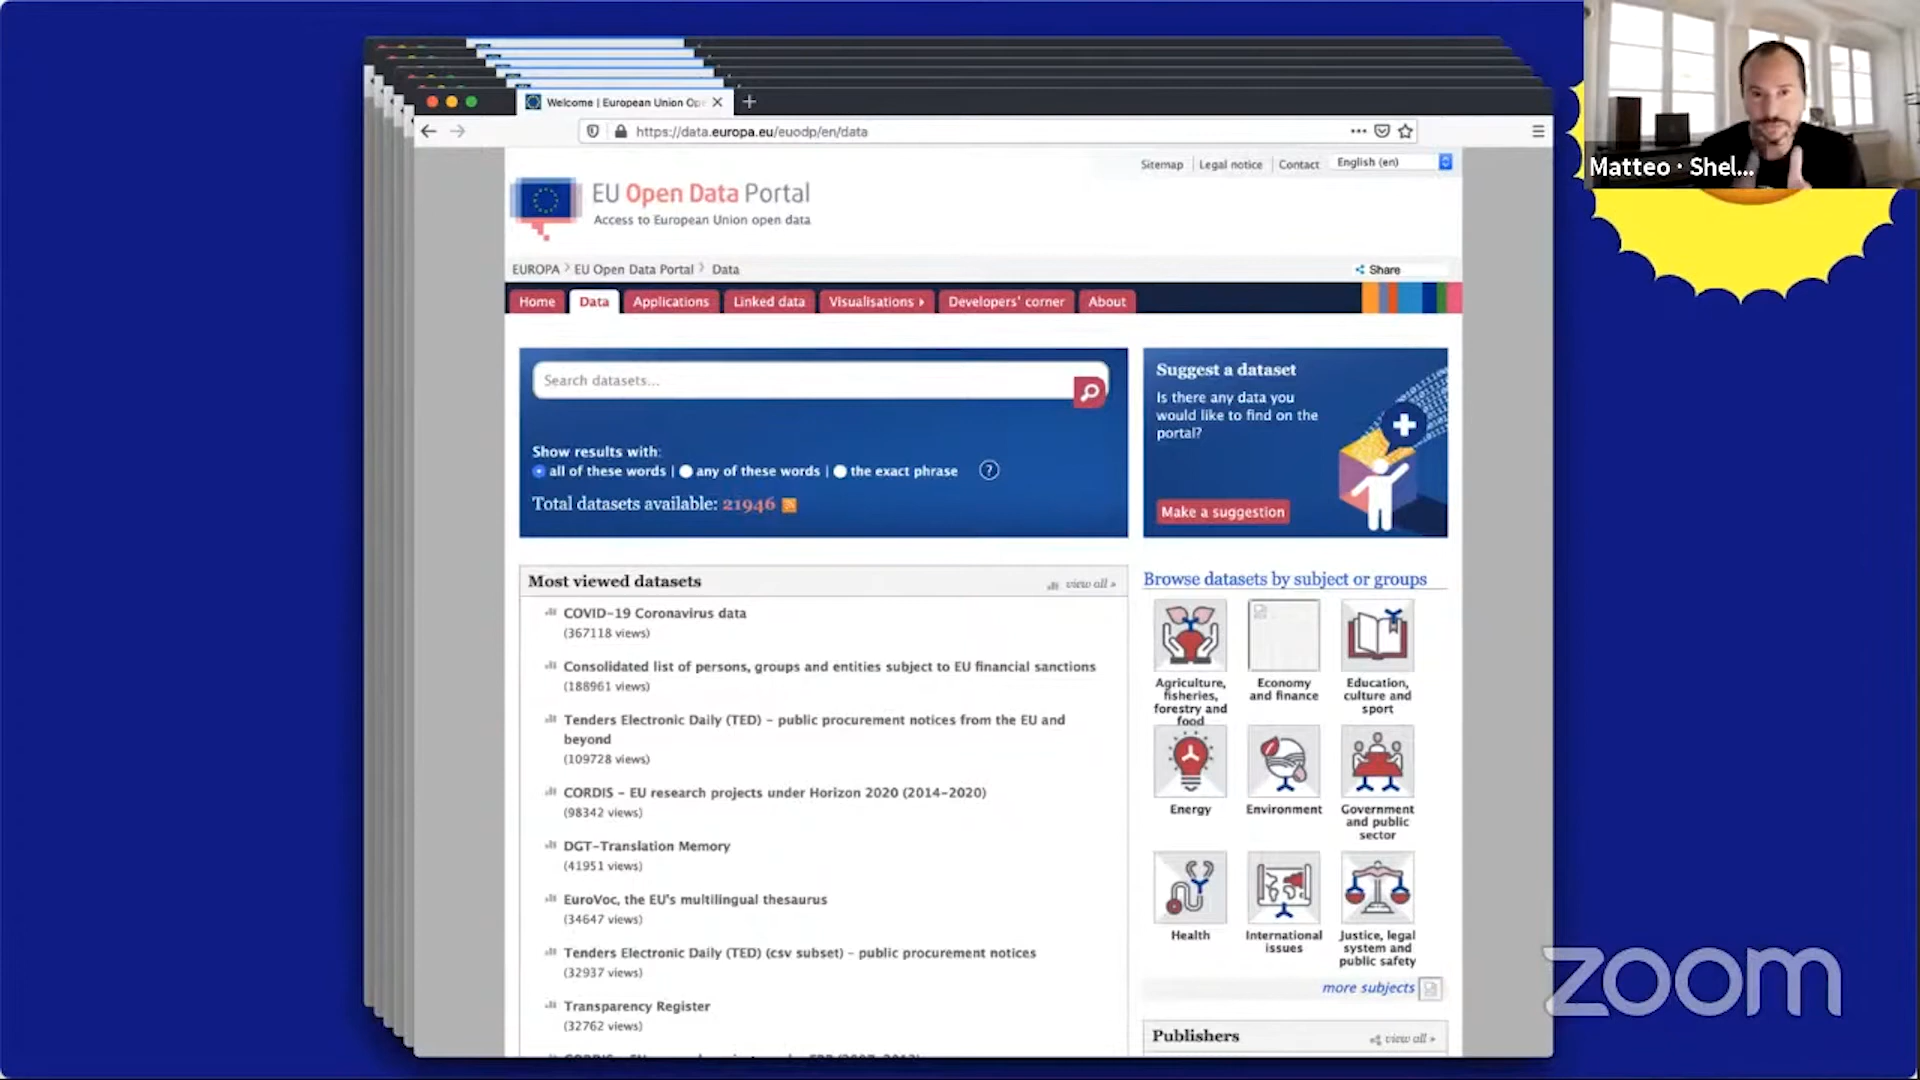 Welcome | European Union Op
https://data.europa.eu/euodp/en/data
Matteo · Shel...
Sitemap | Legal notice | Contact English (en)
EU Open Data Portal
Access to European Union open data
EUROPA > EU Open Data Portal > Data
Share
Home Data Applications Linked data Visualisations Developers' corner About
Search datasets...
Show results with:
all of these words | any of these words | the exact phrase ?
Total datasets available: 21946
Suggest a dataset
Is there any data you
would like to find on the
portal?
Make a suggestion
Most viewed datasets
view all »
COVID-19 Coronavirus data
(367118 views)
Consolidated list of persons, groups and entities subject to EU financial sanctions
(188961 views)
Tenders Electronic Daily (TED) - public procurement notices from the EU and
beyond
(109728 views)
CORDIS - EU research projects under Horizon 2020 (2014-2020)
(98342 views)
DGT-Translation Memory
(41951 views)
EuroVoc, the EU's multilingual thesaurus
(34647 views)
Tenders Electronic Daily (TED) (csv subset) - public procurement notices
(32937 views)
Transparency Register
(32762 views)
Browse datasets by subject or groups
Agriculture,
fisheries,
forestry and
food
Economy
and finance
Education,
culture and
sport
Energy
Environment
Government
and public
sector
Health
International
issues
Justice, legal
system and
public safety
more subjects
Publishers
view all »
zoom